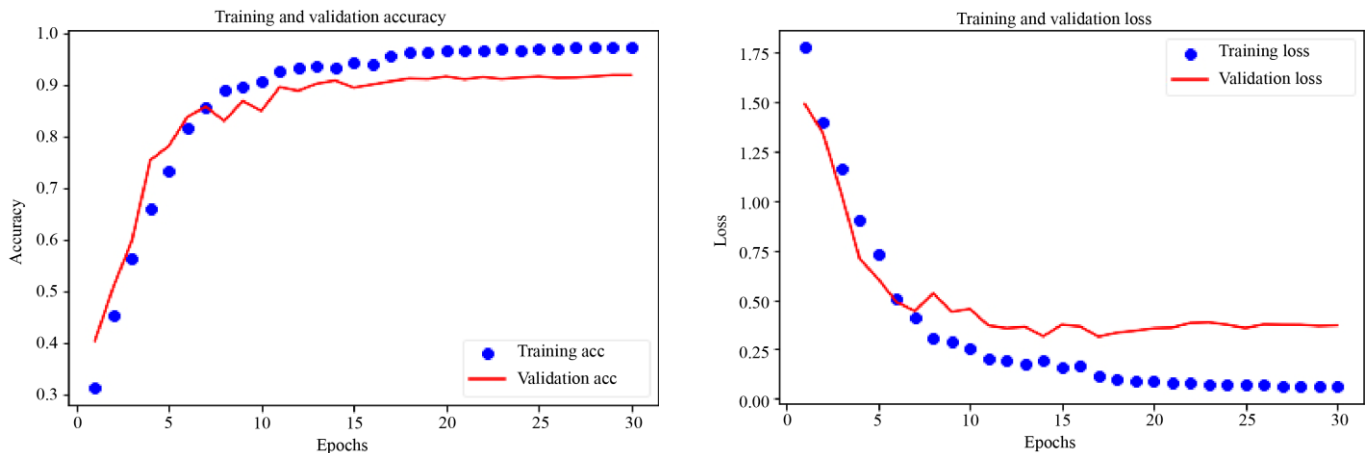 Training and validation accuracy
1.0
0.9
0.8
0.7
0.6
0.5
0.4
0.3
Accuracy
Training acc
Validation acc
0 5 10 15 20 25 30
Epochs
Training and validation loss
1.75
1.50
1.25
1.00
0.75
0.50
0.25
0.00
Loss
Training loss
Validation loss
0 5 10 15 20 25 30
Epochs